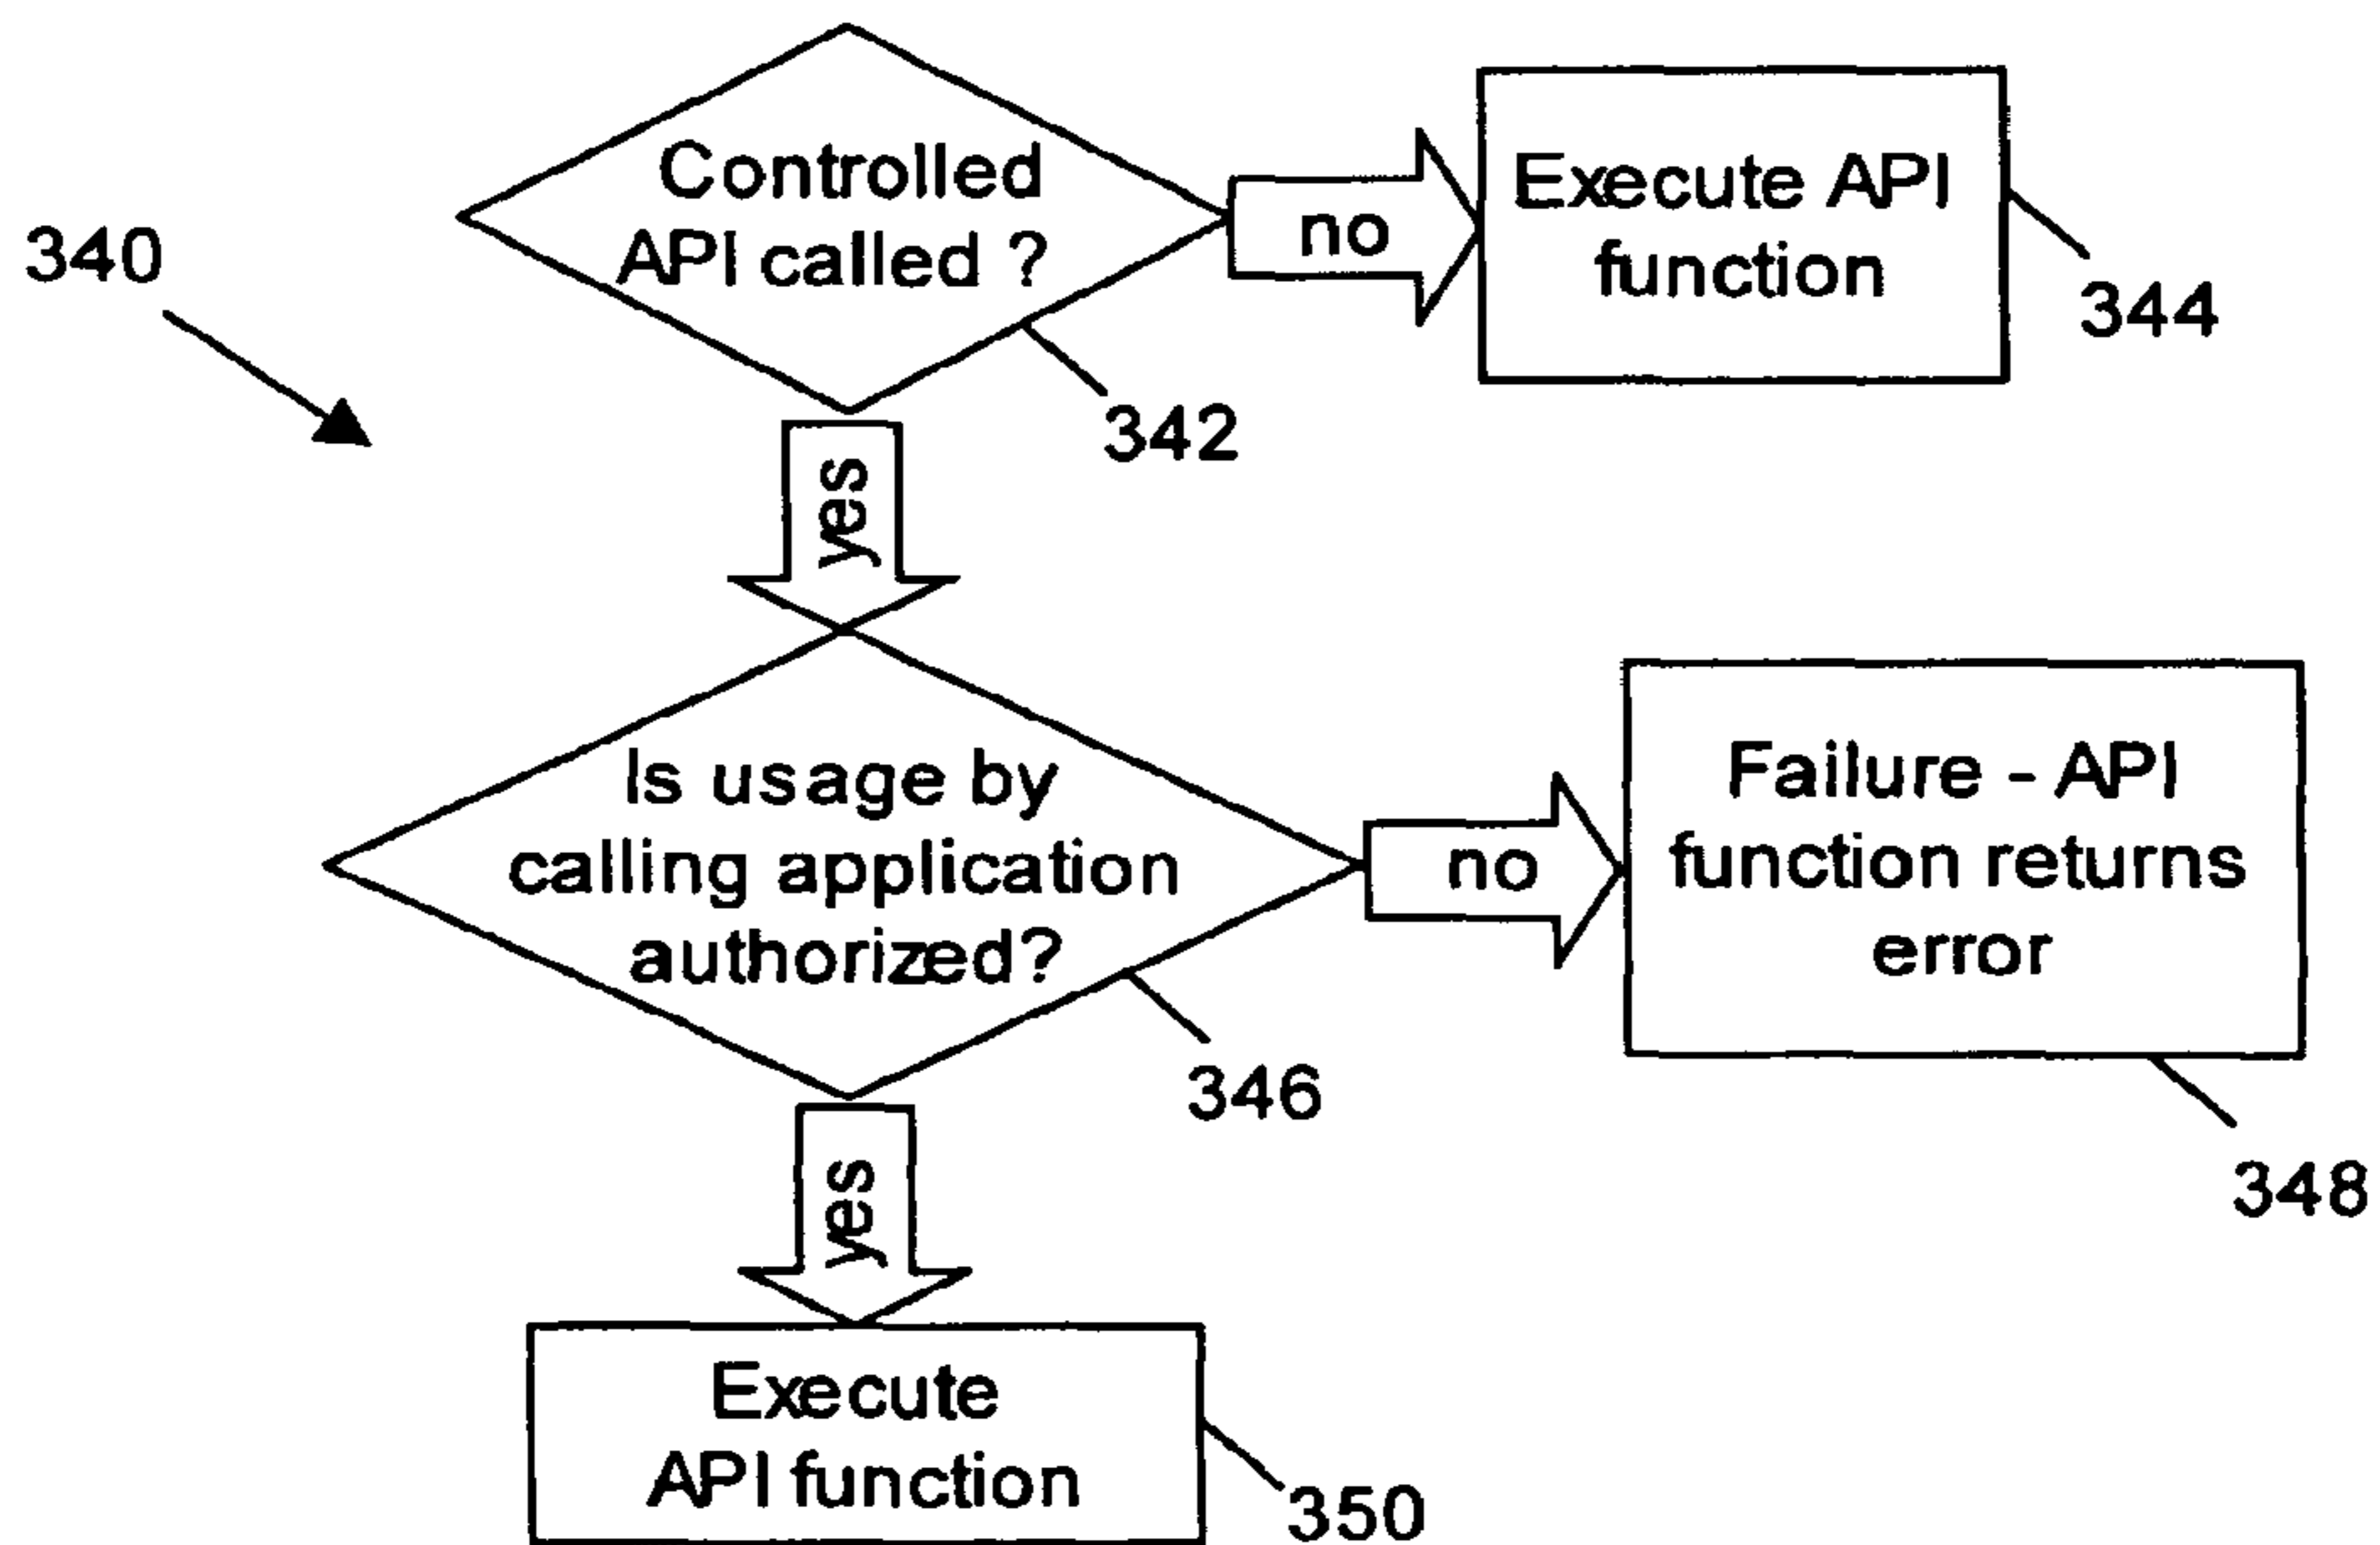 Controlled
API called ?
no
Execute API
function
340
344
342
yes
Is usage by
calling application
authorized?
no
Failure - API
function returns
error
346
348
yes
Execute
API function
350